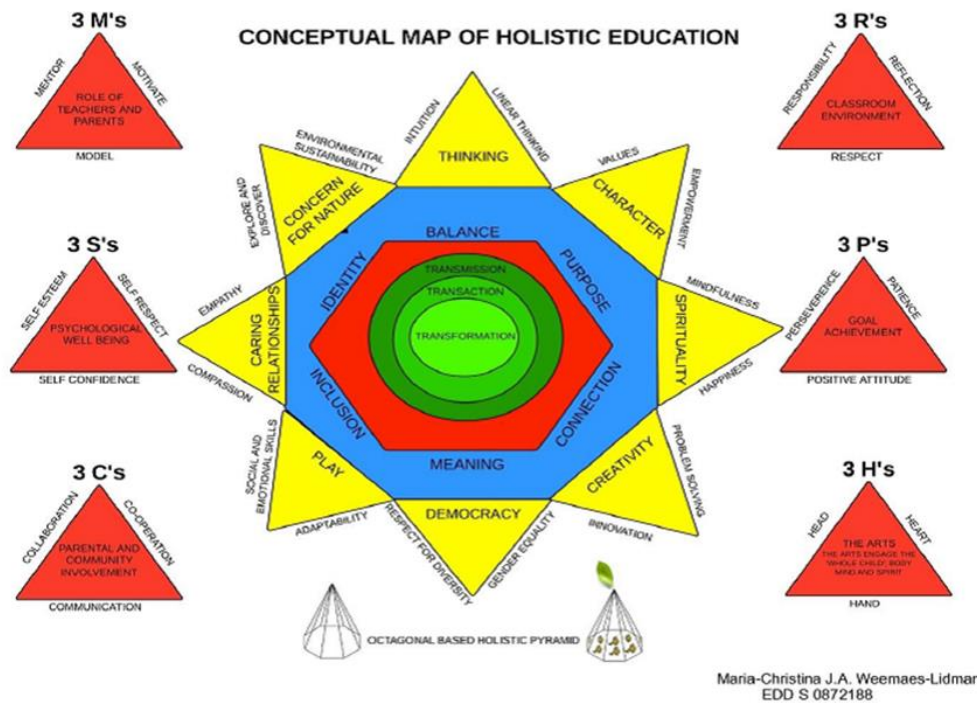 3 M's
MENTOR
MOTIVATE
ROLE OF
TEACHERS AND
PARENTS
MODEL
CONCEPTUAL MAP OF HOLISTIC EDUCATION
3 R's
RESPONSIBILITY
REFLECTION
CLASSROOM
ENVIRONMENT
RESPECT
INTUITION
LINEAR THINKING
THINKING
ENVIRONMENTAL
SUSTAINABILITY
EXPLORE AND
DISCOVER
CONCERN
FOR NATURE
VALUES
EMPOWERMENT
CHARACTER
3 S's
SELF ESTEEM
SELF RESPECT
PSYCHOLOGICAL
WELL BEING
SELF CONFIDENCE
EMPATHY
COMPASSION
CARING
RELATIONSHIPS
BALANCE
IDENTITY
PURPOSE
TRANSMISSION
TRANSACTION
TRANSFORMATION
INCLUSION
CONNECTION
MEANING
MINDFULNESS
SPIRITUALITY
HAPPINESS
3 P's
PERSEVERENCE
PATIENCE
GOAL
ACHIEVEMENT
POSITIVE ATTITUDE
3 C's
COLLABORATION
CO-OPERATION
PARENTAL AND
COMMUNITY
INVOLVEMENT
COMMUNICATION
SOCIAL AND
EMOTIONAL SKILLS
PLAY
ADAPTABILITY
DEMOCRACY
RESPECT FOR DIVERSITY
GENDER EQUALITY
CREATIVITY
PROBLEM SOLVING
INNOVATION
3 H's
HEAD
HEART
THE ARTS
THE ARTS ENGAGE THE
'WHOLE CHILD', BODY
MIND AND SPIRIT
HAND
OCTAGONAL BASED HOLISTIC PYRAMID
Maria-Christina J.A. Weemaes-Lidman
EDD S 0872188